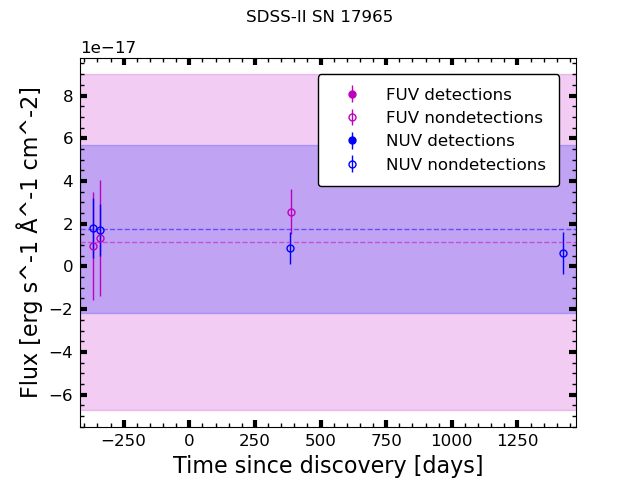 SDSS-II SN 17965
1e−17
FUV detections
FUV nondetections
NUV detections
NUV nondetections
8
6
4
2
0
−2
−4
−6
Flux [erg s^-1 Å^-1 cm^-2]
−250 0 250 500 750 1000 1250
Time since discovery [days]